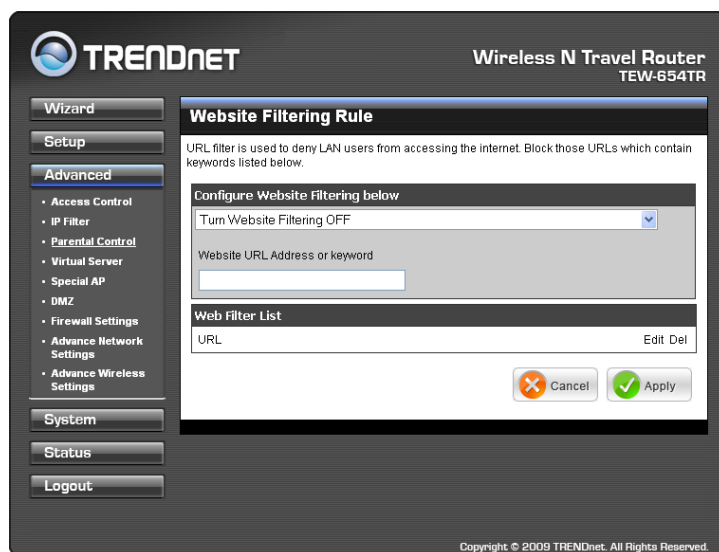 TRENDNET
Wireless N Travel Router
TEW-654TR
Wizard
Setup
Advanced
• Access Control
• IP Filter
• Parental Control
• Virtual Server
• Special AP
• DMZ
• Firewall Settings
• Advance Network
Settings
• Advance Wireless
Settings
System
Status
Logout
Website Filtering Rule
URL filter is used to deny LAN users from accessing the internet. Block those URLs which contain
keywords listed below.
Configure Website Filtering below
Turn Website Filtering OFF
Website URL Address or keyword
Web Filter List
URL Edit Del
Cancel Apply
Copyright © 2009 TRENDnet. All Rights Reserved.